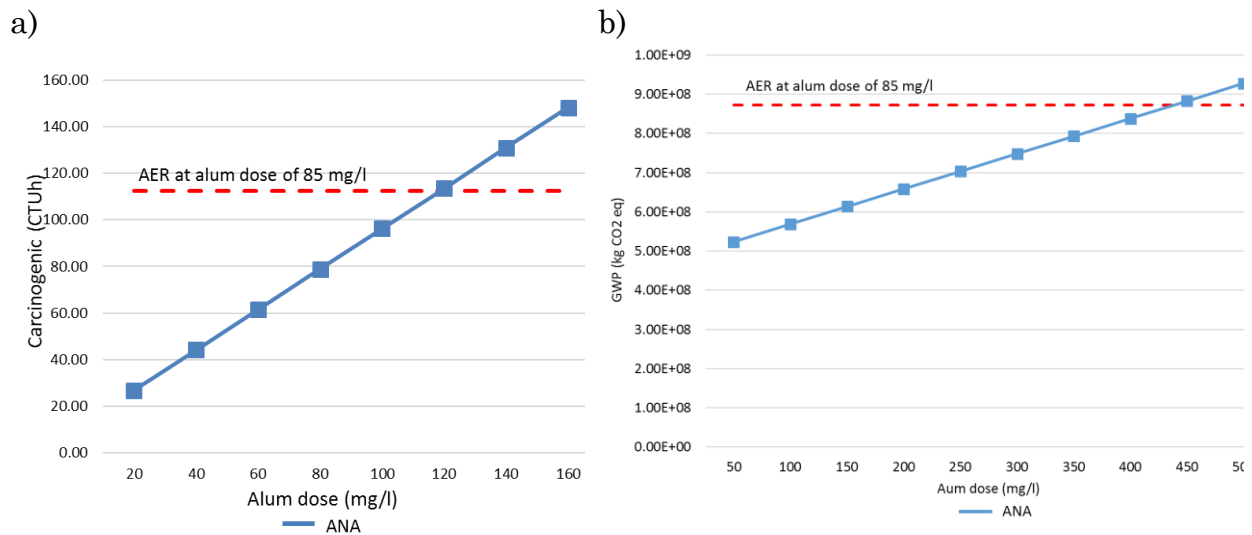 a)
160.00
140.00
120.00
100.00
80.00
60.00
40.00
20.00
0.00
Carcinogenic (CTUh)
AER at alum dose of 85 mg/l
20 40 60 80 100 120 140 160
Alum dose (mg/l)
ANA
b)
1.00E+09
9.00E+08
8.00E+08
7.00E+08
6.00E+08
5.00E+08
4.00E+08
3.00E+08
2.00E+08
1.00E+08
0.00E+00
GWP (kg CO2 eq)
AER at alum dose of 85 mg/l
50 100 150 200 250 300 350 400 450 50
Aum dose (mg/l)
ANA